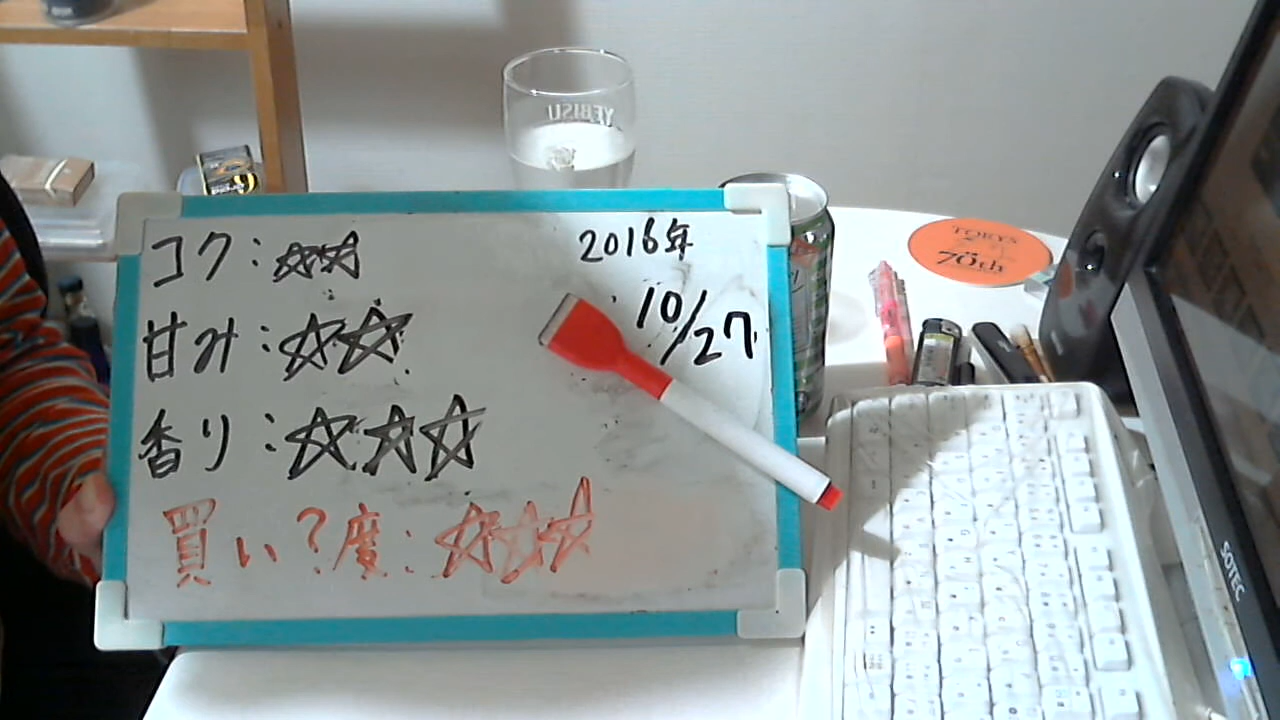 YEBISU
コク:☆☆
2016年
甘み:☆☆
10/27
香り:☆☆☆
買い?度:☆☆☆
TORYS
70th
SOTEC